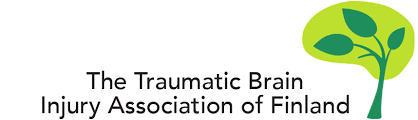 The Traumatic Brain
Injury Association of Finland